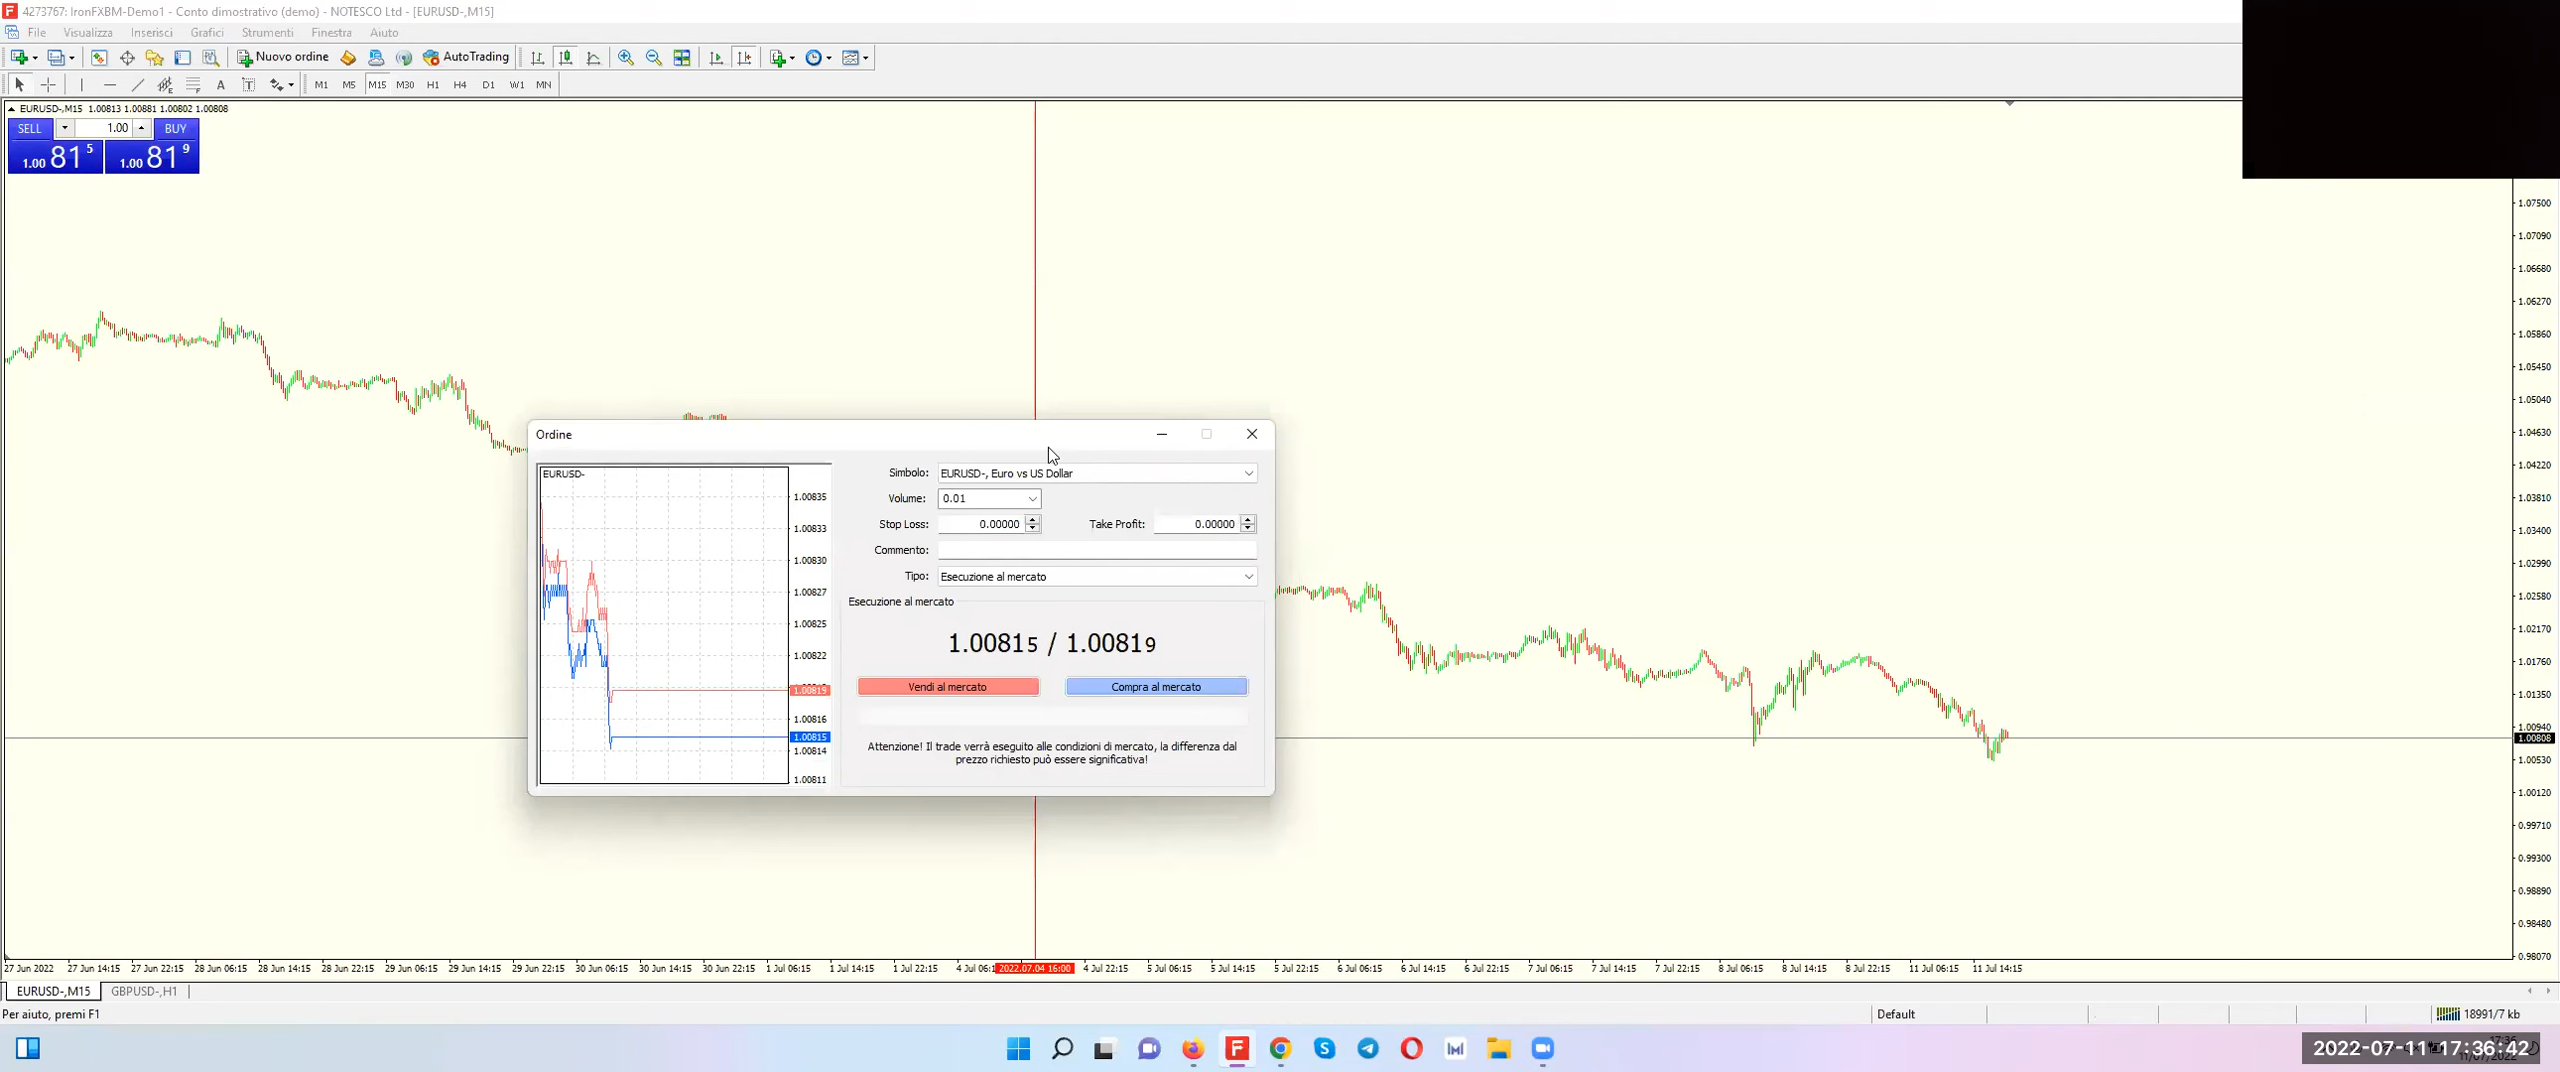 4273767: IronFXBM-Demo1 - Conto dimostrativo (demo) - NOTESCO Ltd - [EURUSD-,M15]
File Visualizza Inserisci Grafici Strumenti Finestra Aiuto
Nuovo ordine AutoTrading
A T M1 M5 M15 M30 H1 H4 D1 W1 MN
EURUSD-,M15 1.00813 1.00881 1.00802 1.00808
SELL 1.00 BUY
1.00 81 5 1.00 81 9
1.07500
1.07090
1.06680
1.06270
1.05860
1.05450
1.05040
1.04630
1.04220
1.03810
1.03400
1.02990
1.02580
1.02170
1.01760
1.01350
1.00940
1.00808
1.00530
1.00120
0.99710
0.99300
0.98890
0.98480
0.98070
Ordine
EURUSD-
1.00835
1.00833
1.00830
1.00827
1.00825
1.00822
1.00819
1.00816
1.00815
1.00814
1.00811
Simbolo: EURUSD-, Euro vs US Dollar
Volume: 0.01
Stop Loss: 0.00000 Take Profit: 0.00000
Commento:
Tipo: Esecuzione al mercato
Esecuzione al mercato
1.00815 / 1.00819
Vendi al mercato Compra al mercato
Attenzione! Il trade verrà eseguito alle condizioni di mercato, la differenza dal
prezzo richiesto può essere significativa!
27 Jun 2022 27 Jun 14:15 27 Jun 22:15 28 Jun 06:15 28 Jun 14:15 28 Jun 22:15 29 Jun 06:15 29 Jun 14:15 29 Jun 22:15 30 Jun 06:15 30 Jun 14:15 30 Jun 22:15 1 Jul 06:15 1 Jul 14:15 1 Jul 22:15 4 Jul 06:1 2022.07.04 16:00 4 Jul 22:15 5 Jul 06:15 5 Jul 14:15 5 Jul 22:15 6 Jul 06:15 6 Jul 14:15 6 Jul 22:15 7 Jul 06:15 7 Jul 14:15 7 Jul 22:15 8 Jul 06:15 8 Jul 14:15 8 Jul 22:15 11 Jul 06:15 11 Jul 14:15
EURUSD-,M15 GBPUSD-,H1
Per aiuto, premi F1 Default 18991/7 kb
2022-07-11 17:36:42